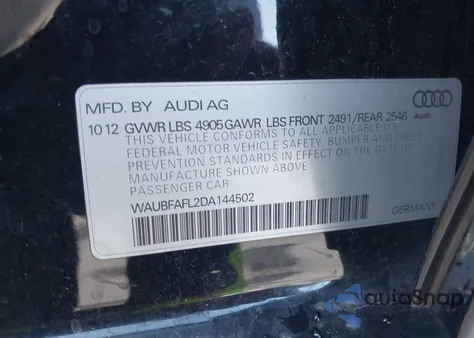 MFD. BY AUDI AG
10 12 GVWR LBS 4905 GAWR LBS FRONT 2491/REAR 2546
Audi
THIS VEHICLE CONFORMS TO ALL APPLICABLE U.S.
FEDERAL MOTOR VEHICLE SAFETY, BUMPER AND THEFT
PREVENTION STANDARDS IN EFFECT ON THE DATE OF
MANUFACTURE SHOWN ABOVE
PASSENGER CAR
WAUBFAFL2DA144502
GERMANY
autoSnap